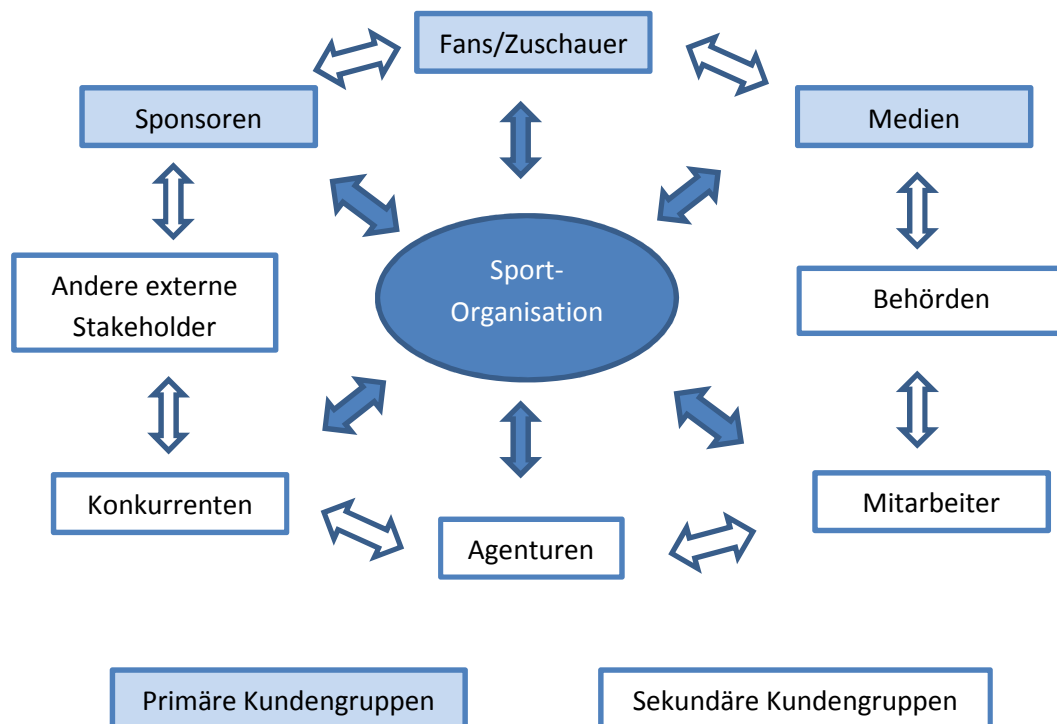 Fans/Zuschauer
Sponsoren
Medien
Sport-
Organisation
Andere externe
Stakeholder
Behörden
Konkurrenten
Agenturen
Mitarbeiter
Primäre Kundengruppen
Sekundäre Kundengruppen